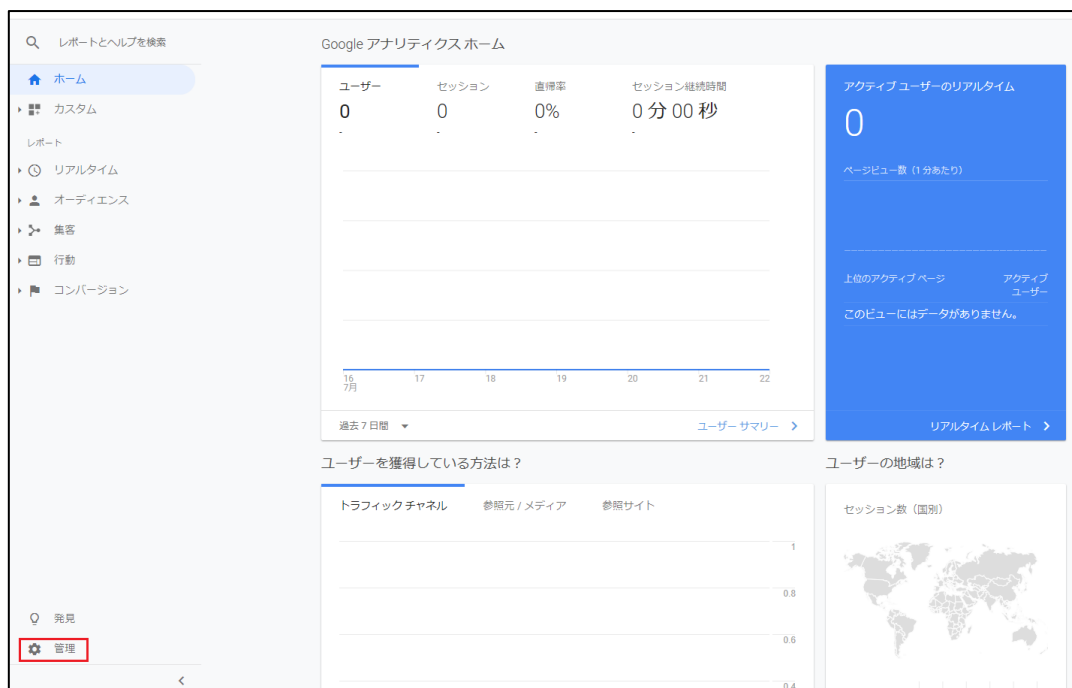 レポートとヘルプを検索
ホーム
カスタム
レポート
リアルタイム
オーディエンス
集客
行動
コンバージョン
発見
管理
Google アナリティクス ホーム
ユーザー
0
-
セッション
0
-
直帰率
0%
-
セッション継続時間
0 分 00 秒
-
16
7月
17
18
19
20
21
22
過去 7 日間
ユーザー サマリー
アクティブ ユーザーのリアルタイム
0
ページビュー数（1 分あたり）
上位のアクティブ ページ
アクティブ
ユーザー
このビューにはデータがありません。
リアルタイム レポート
ユーザーを獲得している方法は？
トラフィック チャネル
参照元 / メディア
参照サイト
1
0.8
0.6
0.4
ユーザーの地域は？
セッション数（国別）